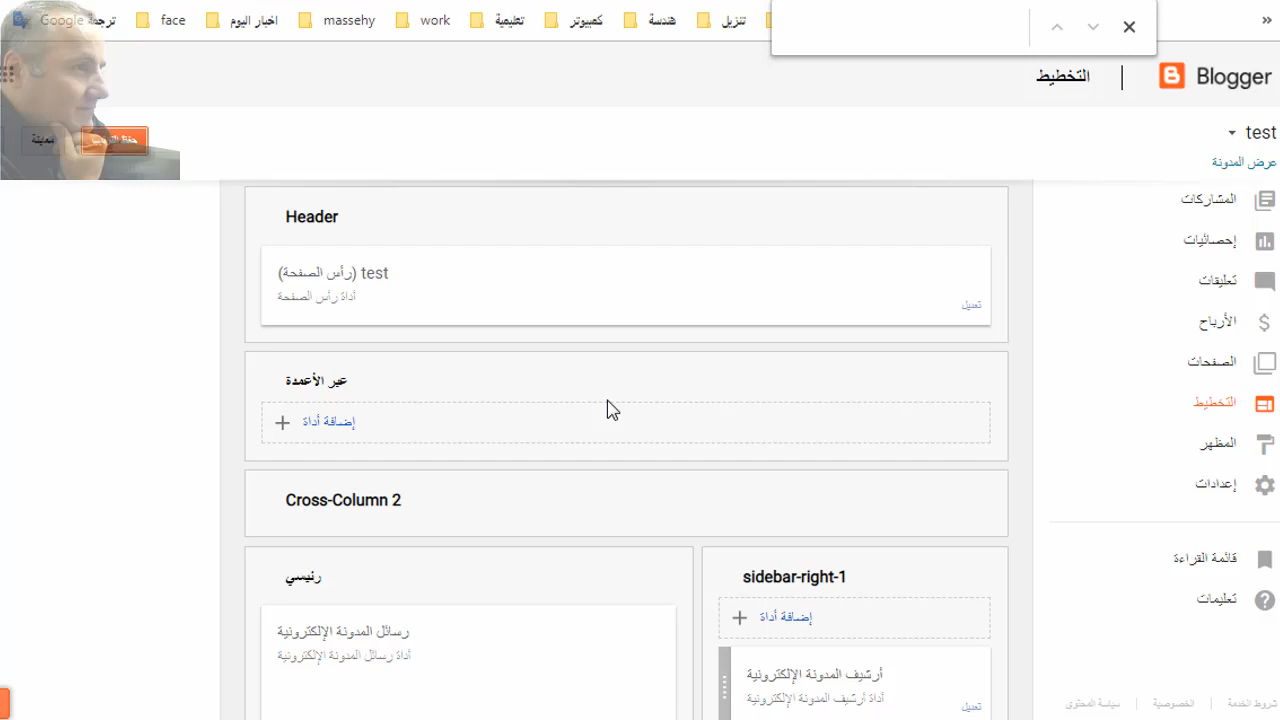 ترجمة Google
face
اخبار اليوم
massehy
work
تعليمية
كمبيوتر
هندسة
تنزيل
»
Blogger
التخطيط
test
عرض المدونة
معاينة
المشاركات
إحصائيات
تعليقات
الأرباح
الصفحات
التخطيط
المظهر
إعدادات
قائمة القراءة
تعليمات
شروط الخدمة | الخصوصية | سياسة المحتوى
Header
test (رأس الصفحة)
أداة رأس الصفحة
تعديل
عبر الأعمدة
إضافة أداة
Cross-Column 2
رئيسي
رسائل المدونة الإلكترونية
أداة رسائل المدونة الإلكترونية
sidebar-right-1
إضافة أداة
أرشيف المدونة الإلكترونية
أداة أرشيف المدونة الإلكترونية
تعديل